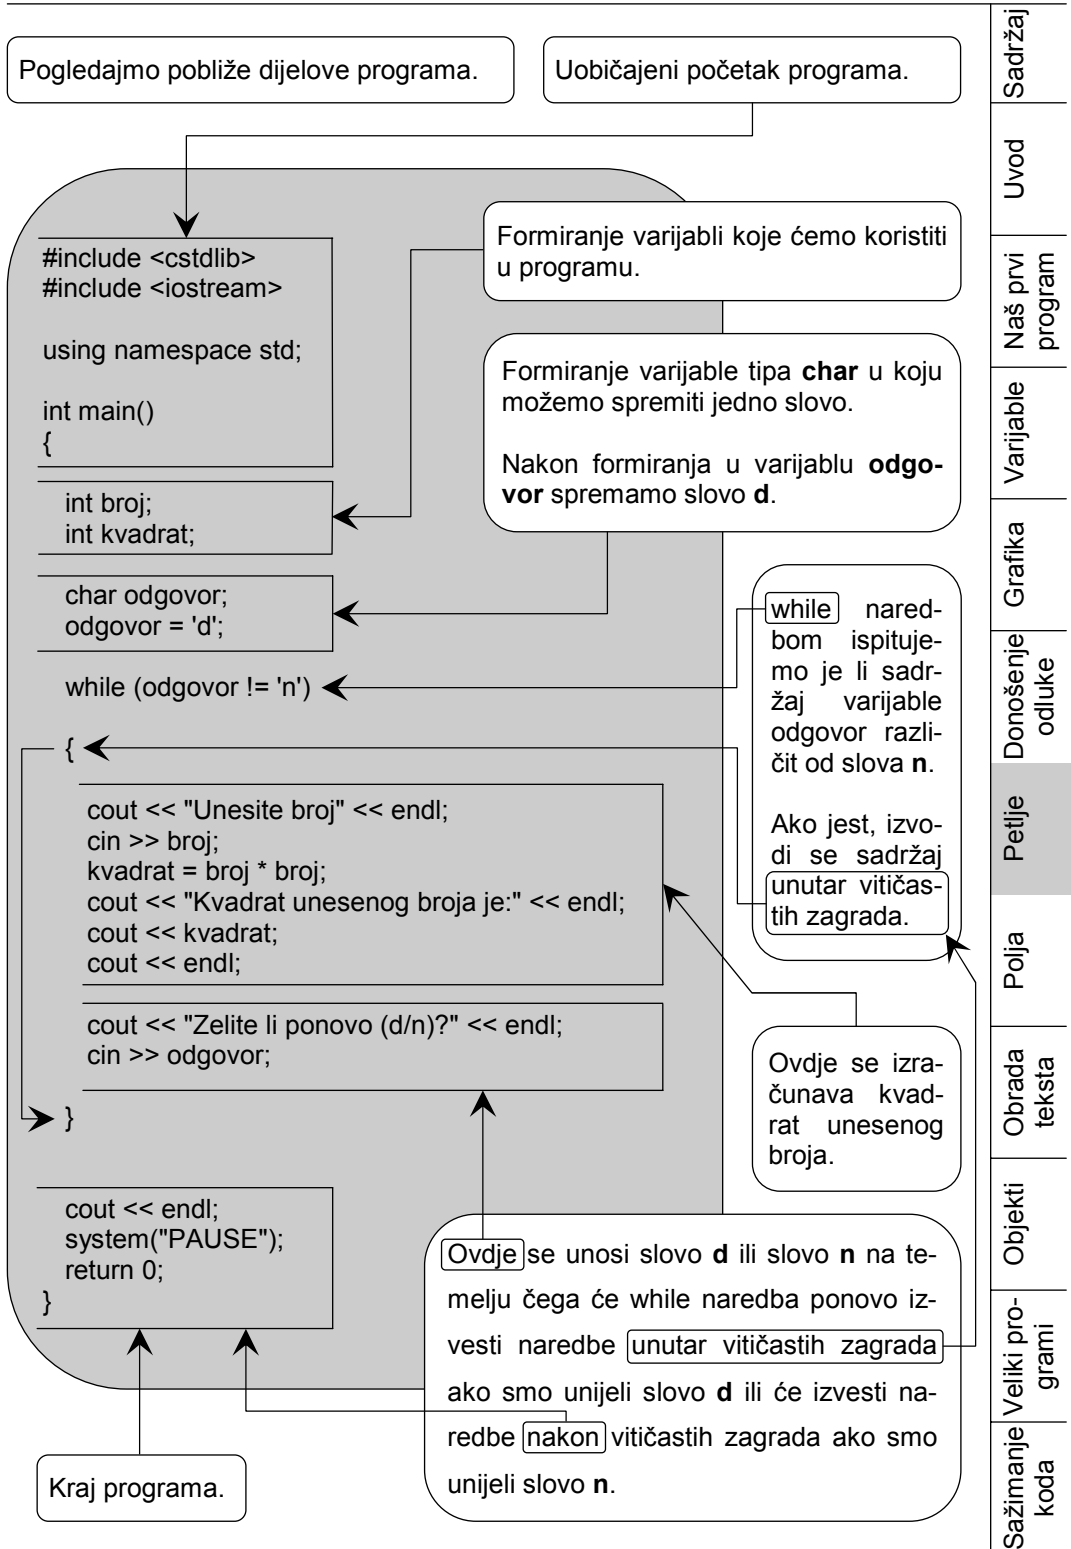 Pogledajmo pobliže dijelove programa.
Uobičajeni početak programa.
#include <cstdlib>
#include <iostream>
using namespace std;
int main()
{
Formiranje varijabli koje ćemo koristiti
u programu.
int broj;
int kvadrat;
Formiranje varijable tipa char u koju
možemo spremiti jedno slovo.
Nakon formiranja u varijablu odgo-
vor spremamo slovo d.
char odgovor;
odgovor = 'd';
while (odgovor != 'n')
while nared-
bom ispituje-
mo je li sadr-
žaj varijable
odgovor razli-
čit od slova n.
Ako jest, izvo-
di se sadržaj
unutar vitičas-
tih zagrada.
{
cout << "Unesite broj" << endl;
cin >> broj;
kvadrat = broj * broj;
cout << "Kvadrat unesenog broja je:" << endl;
cout << kvadrat;
cout << endl;
cout << "Zelite li ponovo (d/n)?" << endl;
cin >> odgovor;
}
Ovdje se izra-
čunava kvad-
rat unesenog
broja.
cout << endl;
system("PAUSE");
return 0;
}
Ovdje se unosi slovo d ili slovo n na te-
melju čega će while naredba ponovo iz-
vesti naredbe unutar vitičastih zagrada
ako smo unijeli slovo d ili će izvesti na-
redbe nakon vitičastih zagrada ako smo
unijeli slovo n.
Kraj programa.
Sadržaj
Uvod
Naš prvi
program
Varijable
Grafika
Donošenje
odluke
Petlje
Polja
Obrada
teksta
Objekti
Veliki pro-
grami
Sažimanje
koda